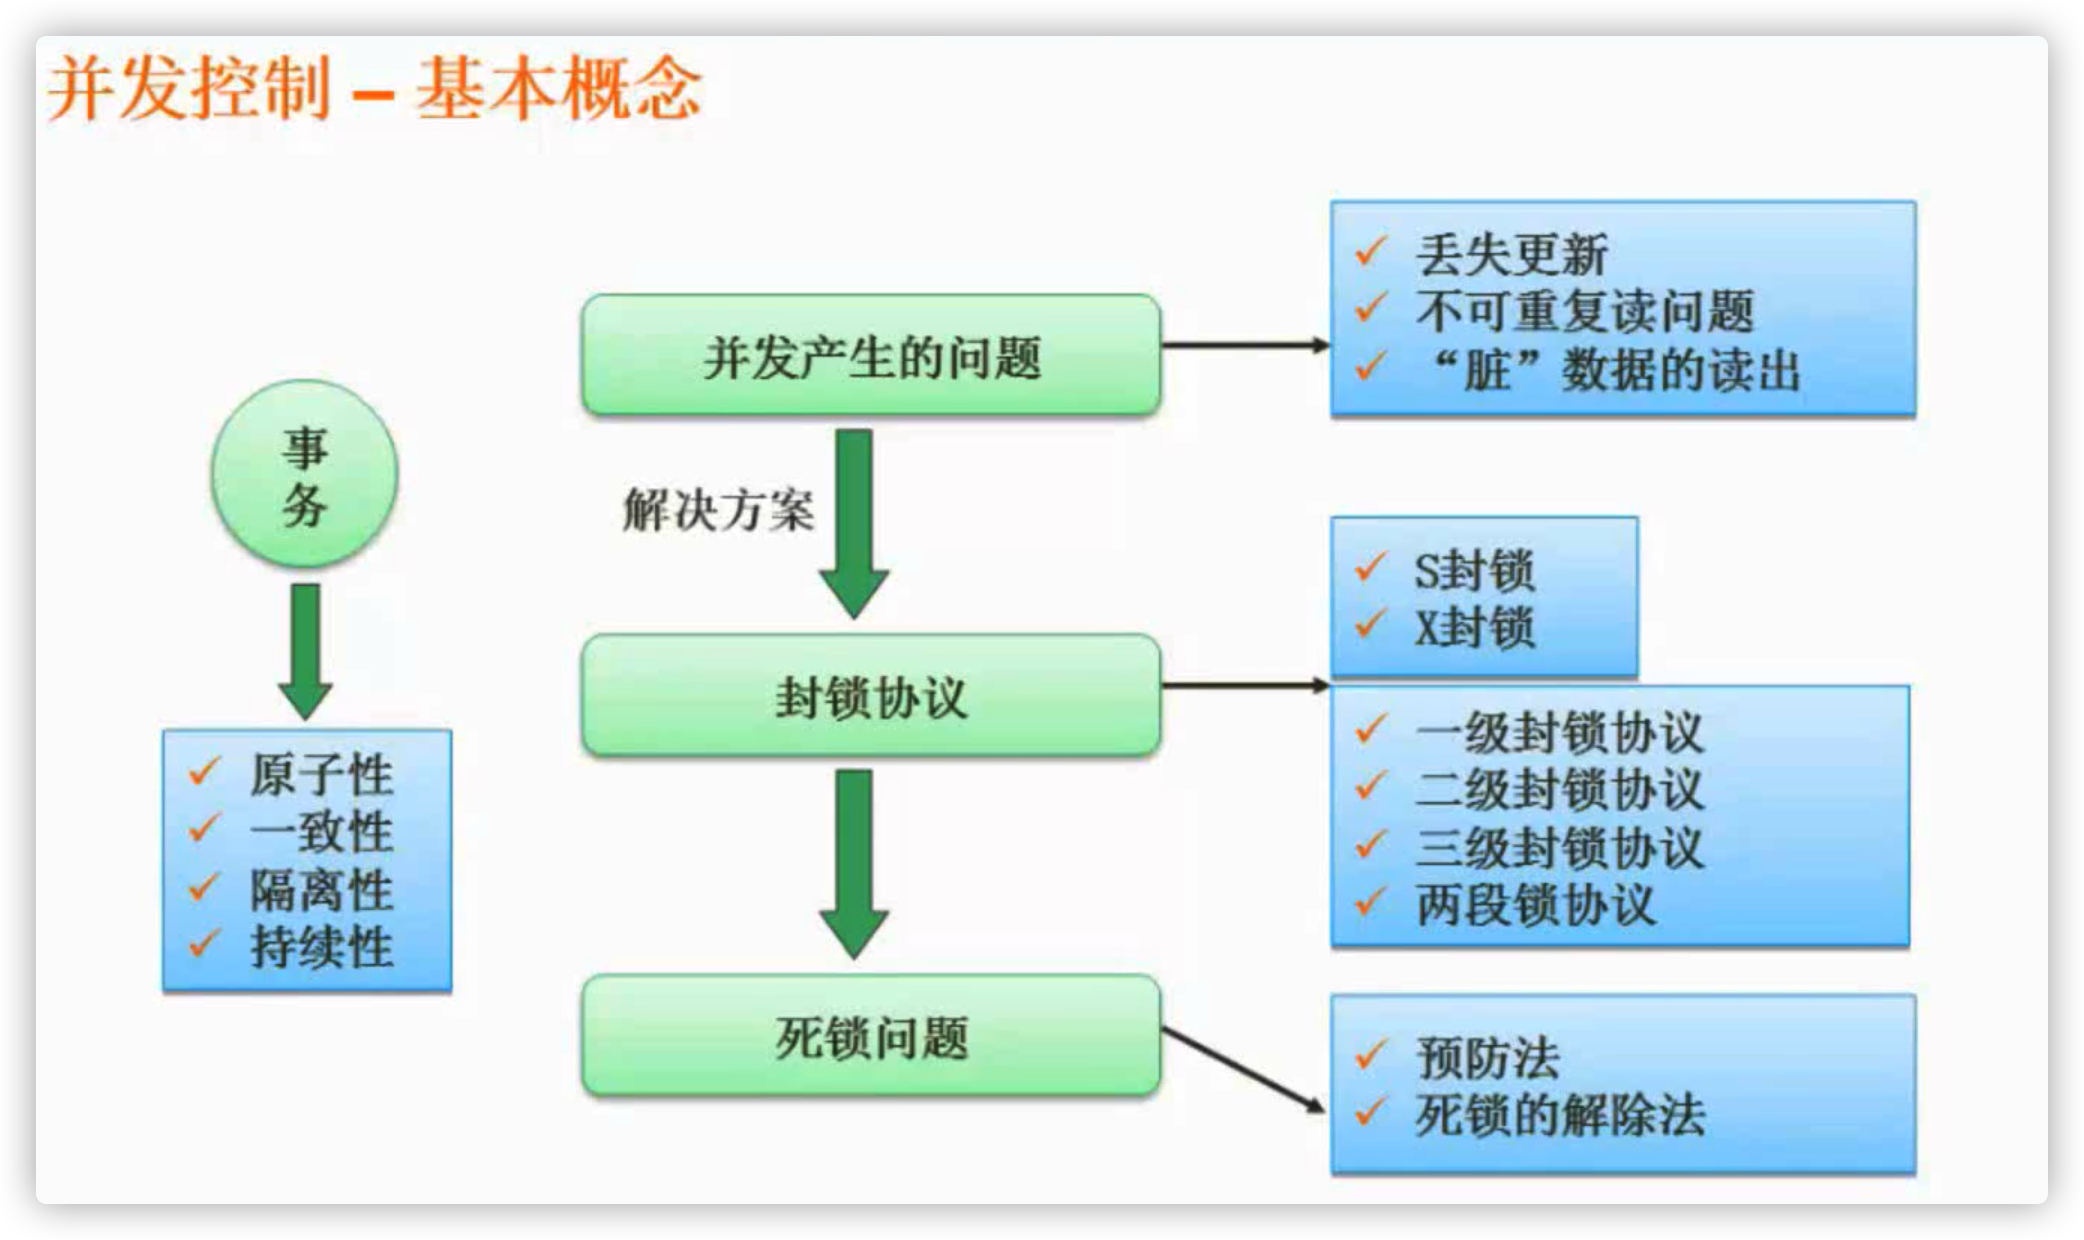 并发控制 – 基本概念
事
务
原子性
一致性
隔离性
持续性
并发产生的问题
解决方案
封锁协议
死锁问题
丢失更新
不可重复读问题
“脏”数据的读出
S封锁
X封锁
一级封锁协议
二级封锁协议
三级封锁协议
两段锁协议
预防法
死锁的解除法